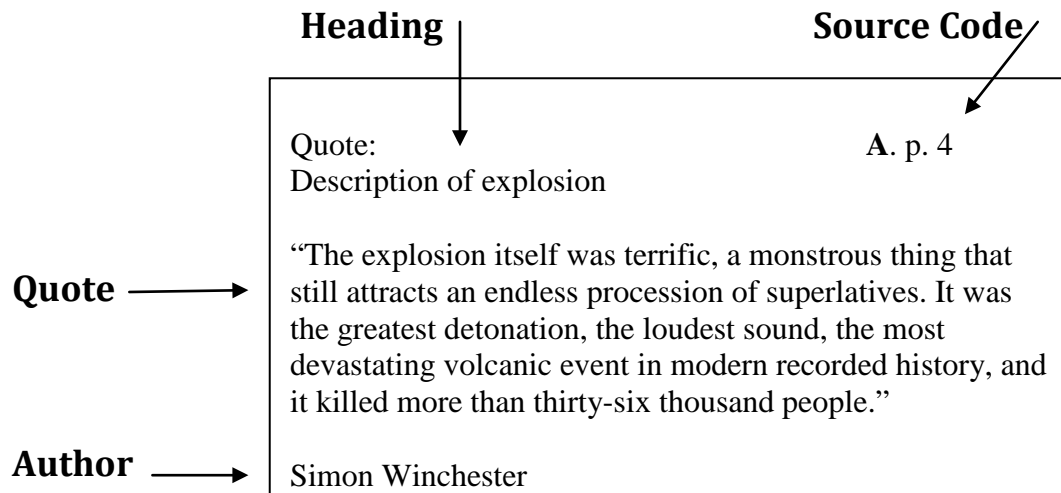 Heading Source Code
Quote: A. p. 4
Description of explosion
“The explosion itself was terrific, a monstrous thing that
Quote still attracts an endless procession of superlatives. It was
the greatest detonation, the loudest sound, the most
devastating volcanic event in modern recorded history, and
it killed more than thirty-six thousand people.”
Author Simon Winchester